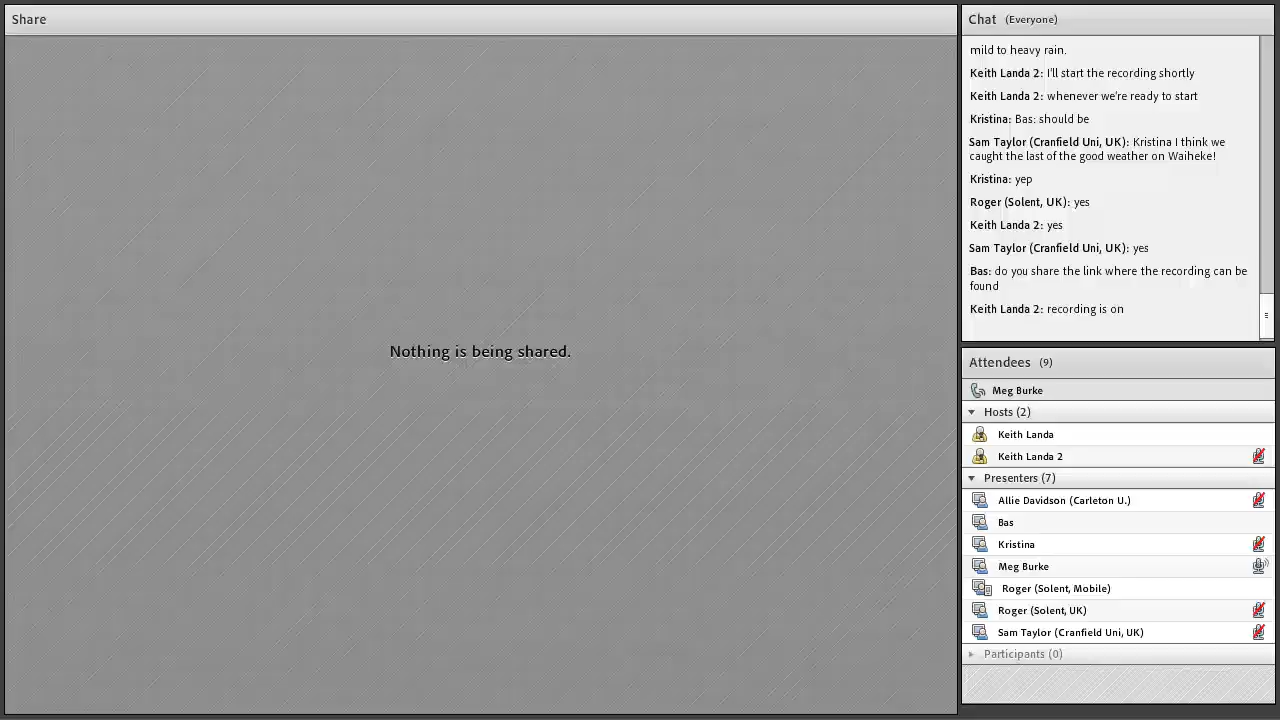 Share
Nothing is being shared.
Chat (Everyone)
mild to heavy rain.
Keith Landa 2: I'll start the recording shortly
Keith Landa 2: whenever we're ready to start
Kristina: Bas: should be
Sam Taylor (Cranfield Uni, UK): Kristina I think we
caught the last of the good weather on Waiheke!
Kristina: yep
Roger (Solent, UK): yes
Keith Landa 2: yes
Sam Taylor (Cranfield Uni, UK): yes
Bas: do you share the link where the recording can be
found
Keith Landa 2: recording is on
Attendees (9)
Meg Burke
Hosts (2)
Keith Landa
Keith Landa 2
Presenters (7)
Allie Davidson (Carleton U.)
Bas
Kristina
Meg Burke
Roger (Solent, Mobile)
Roger (Solent, UK)
Sam Taylor (Cranfield Uni, UK)
Participants (0)